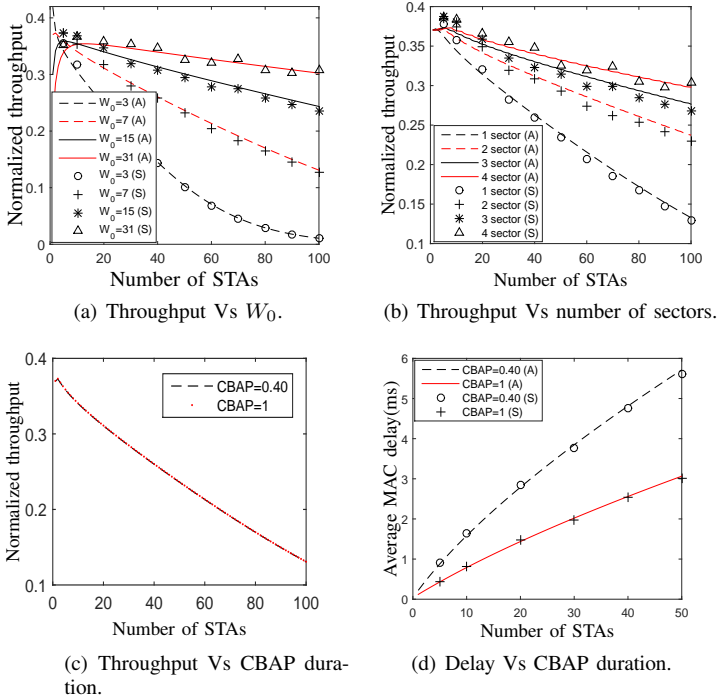 Normalized throughput
0.4
0.3
0.2
0.1
0
W0=3 (A)
W0=7 (A)
W0=15 (A)
W0=31 (A)
W0=3 (S)
W0=7 (S)
W0=15 (S)
W0=31 (S)
0 20 40 60 80 100
Number of STAs
(a) Throughput Vs W0.
Normalized throughput
0.4
0.35
0.3
0.25
0.2
0.15
0.1
1 sector (A)
2 sector (A)
3 sector (A)
4 sector (A)
1 sector (S)
2 sector (S)
3 sector (S)
4 sector (S)
0 20 40 60 80 100
Number of STAs
(b) Throughput Vs number of sectors.
Normalized throughput
0.4
0.3
0.2
0.1
CBAP=0.40
CBAP=1
0 20 40 60 80 100
Number of STAs
(c) Throughput Vs CBAP dura-
tion.
Average MAC delay(ms)
6
5
4
3
2
1
0
CBAP=0.40 (A)
CBAP=1 (A)
CBAP=0.40 (S)
CBAP=1 (S)
0 10 20 30 40 50
Number of STAs
(d) Delay Vs CBAP duration.